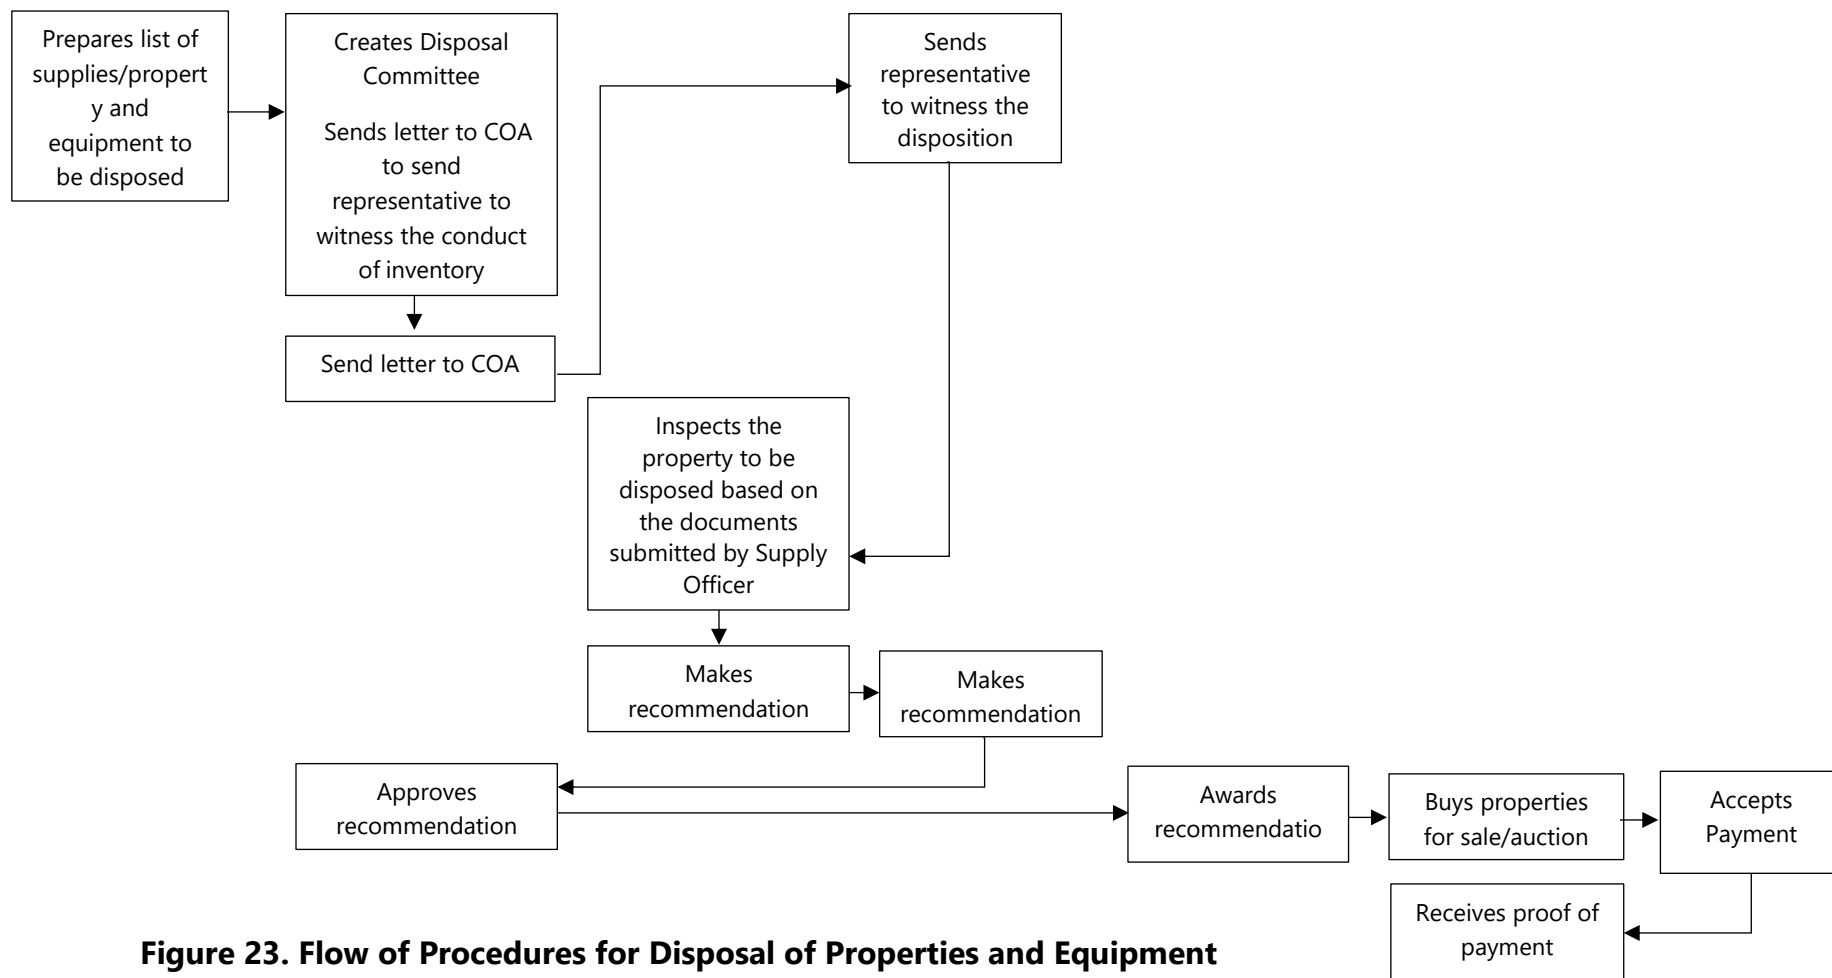 Prepares list of
supplies/propert
y and
equipment to
be disposed
Creates Disposal
Committee
Sends letter to COA
to send
representative to
witness the conduct
of inventory
Sends
representative
to witness the
disposition
Send letter to COA
Inspects the
property to be
disposed based on
the documents
submitted by Supply
Officer
Makes
recommendation
Makes
recommendation
Approves
recommendation
Awards
recommendatio
Buys properties
for sale/auction
Accepts
Payment
Receives proof of
payment
Figure 23. Flow of Procedures for Disposal of Properties and Equipment